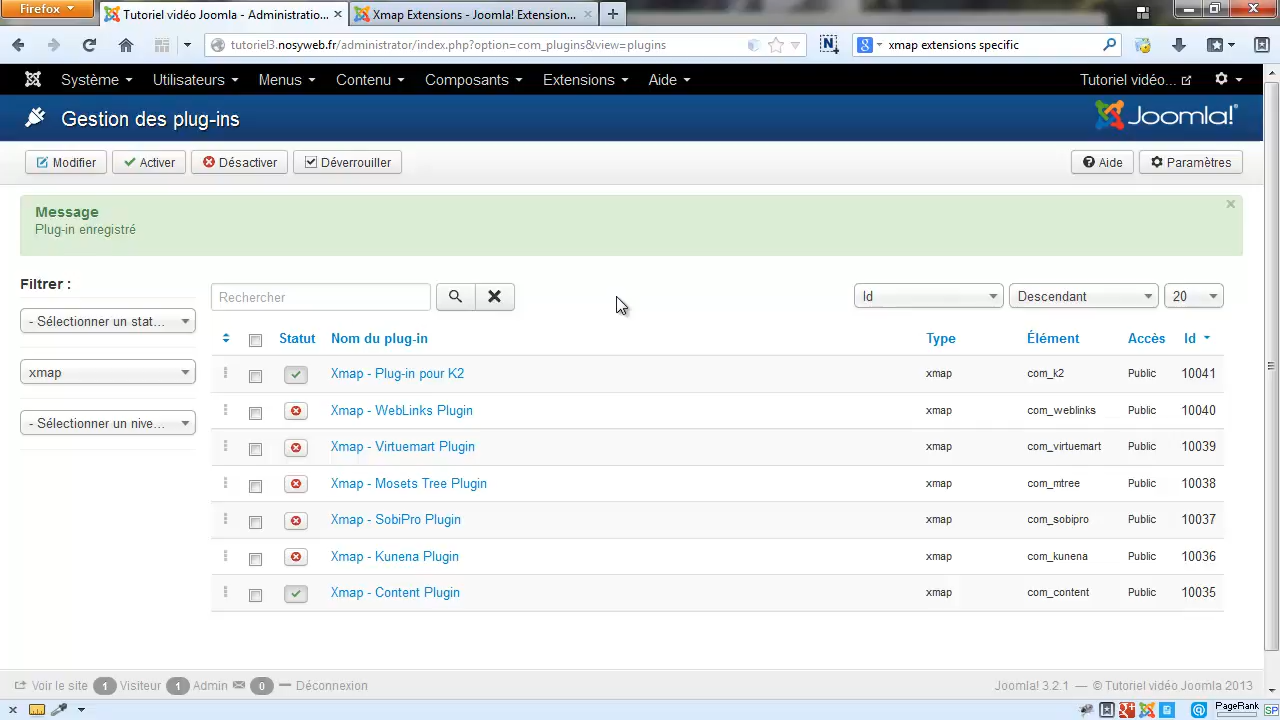 Firefox
Tutoriel vidéo Joomla - Administratio...
Xmap Extensions - Joomla! Extension...
tutoriel3.nosyweb.fr/administrator/index.php?option=com_plugins&view=plugins
xmap extensions specific
Système Utilisateurs Menus Contenu Composants Extensions Aide Tutoriel vidéo...
Gestion des plug-ins
Joomla!
Modifier Activer Désactiver Déverrouiller Aide Paramètres
Message
Plug-in enregistré
Filtrer :
- Sélectionner un stat...
xmap
- Sélectionner un nive...
Rechercher
Id Descendant 20
Statut Nom du plug-in Type Élément Accès Id
Xmap - Plug-in pour K2 xmap com_k2 Public 10041
Xmap - WebLinks Plugin xmap com_weblinks Public 10040
Xmap - Virtuemart Plugin xmap com_virtuemart Public 10039
Xmap - Mosets Tree Plugin xmap com_mtree Public 10038
Xmap - SobiPro Plugin xmap com_sobipro Public 10037
Xmap - Kunena Plugin xmap com_kunena Public 10036
Xmap - Content Plugin xmap com_content Public 10035
Voir le site 1 Visiteur 1 Admin 0 Déconnexion
Joomla! 3.2.1 — © Tutoriel vidéo Joomla 2013
PageRank
SP